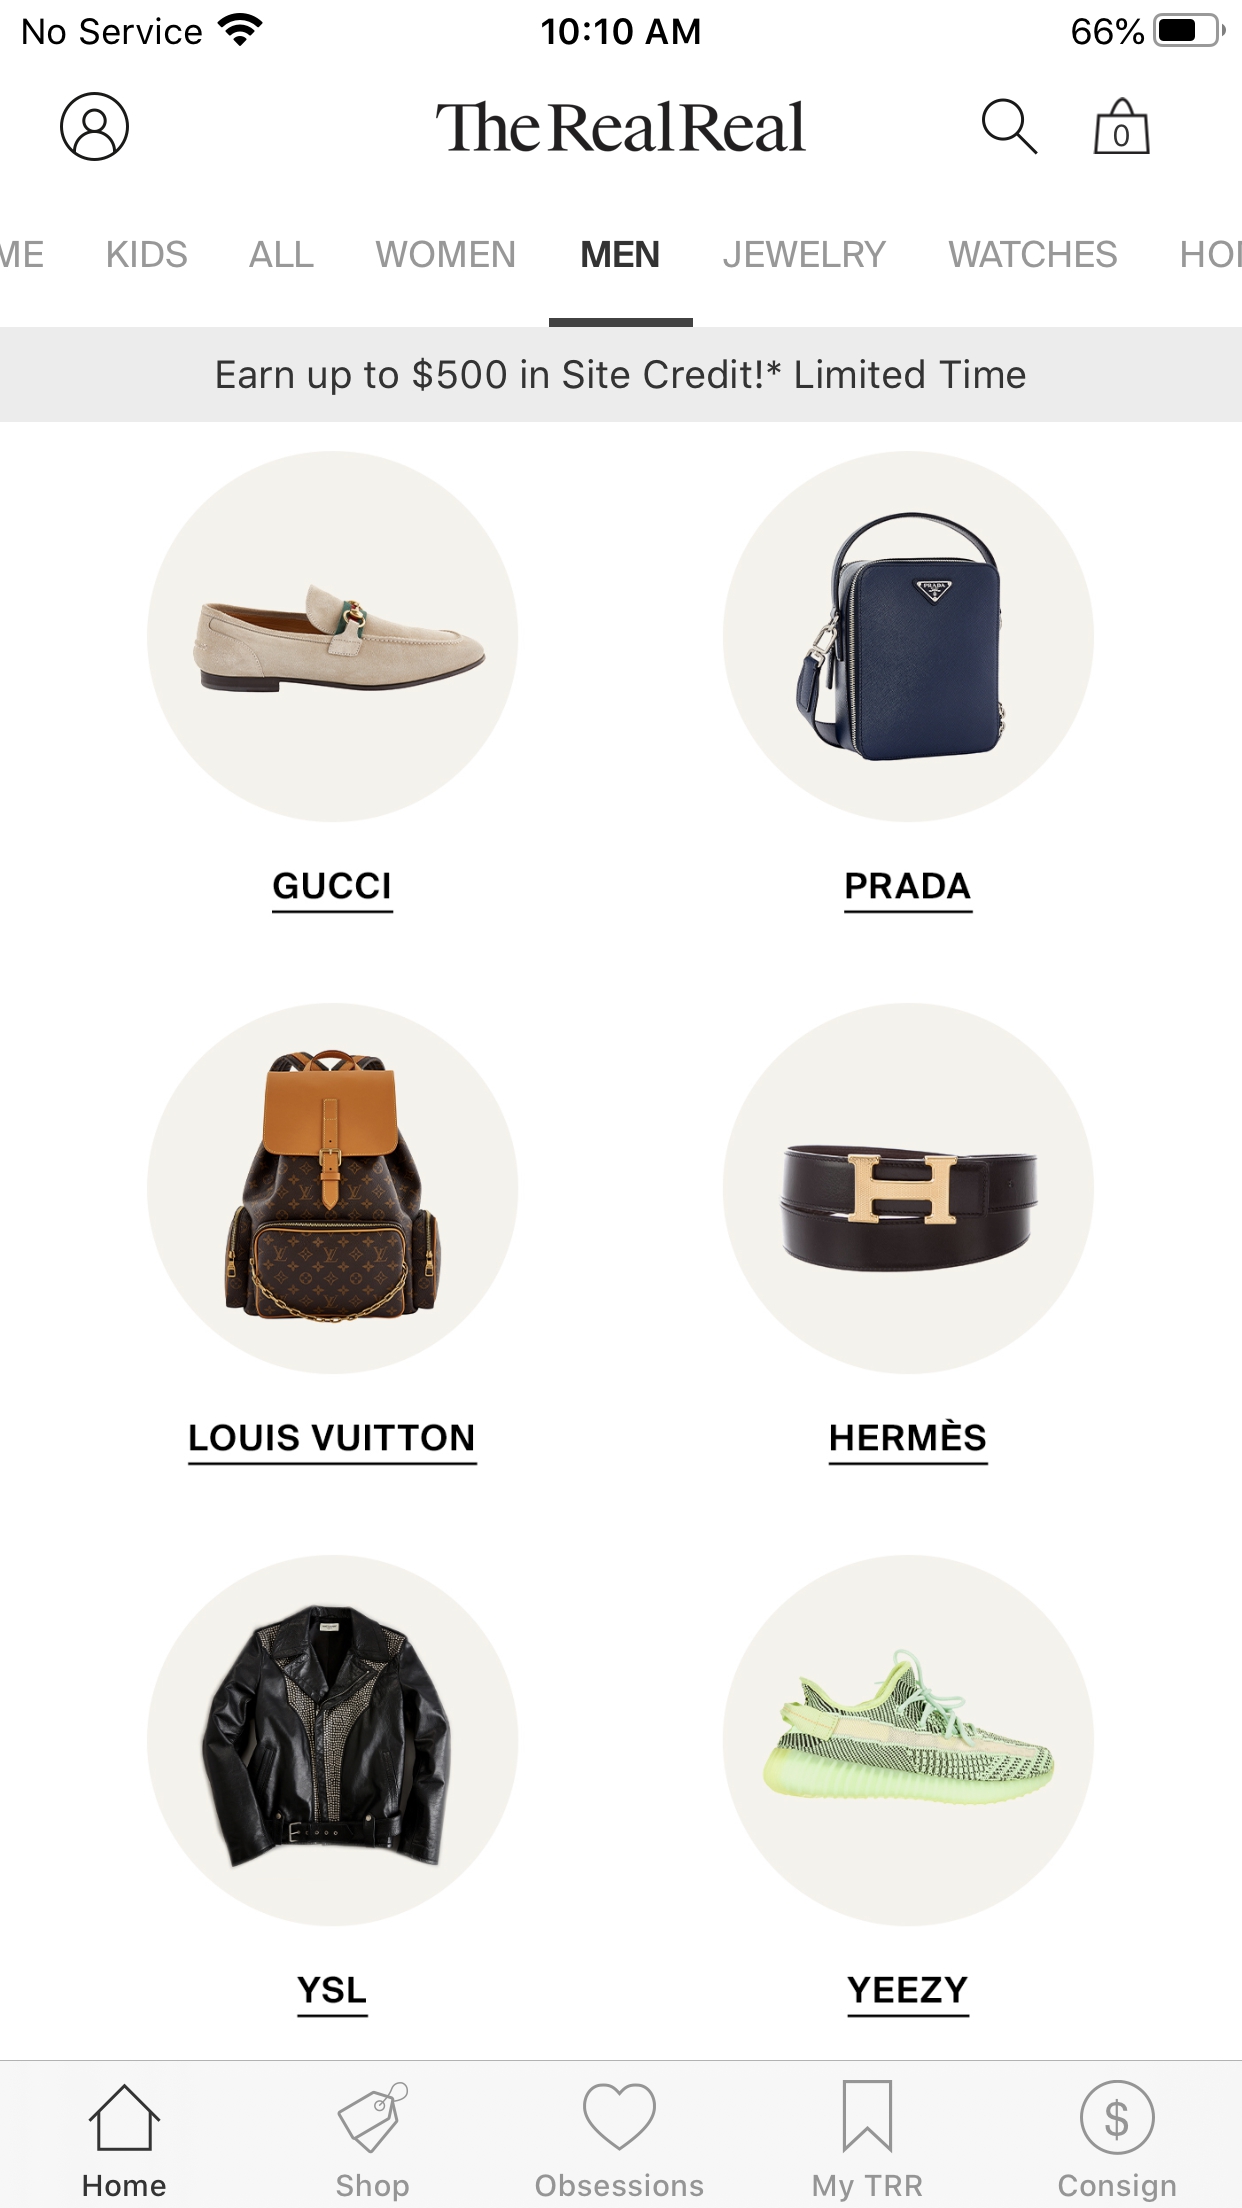 No Service 10:10 AM 66%
TheRealReal 0
ME KIDS ALL WOMEN MEN JEWELRY WATCHES HO
Earn up to $500 in Site Credit!* Limited Time
PRADA
GUCCI PRADA
LOUIS VUITTON HERMÈS
YSL YEEZY
$
Home Shop Obsessions My TRR Consign